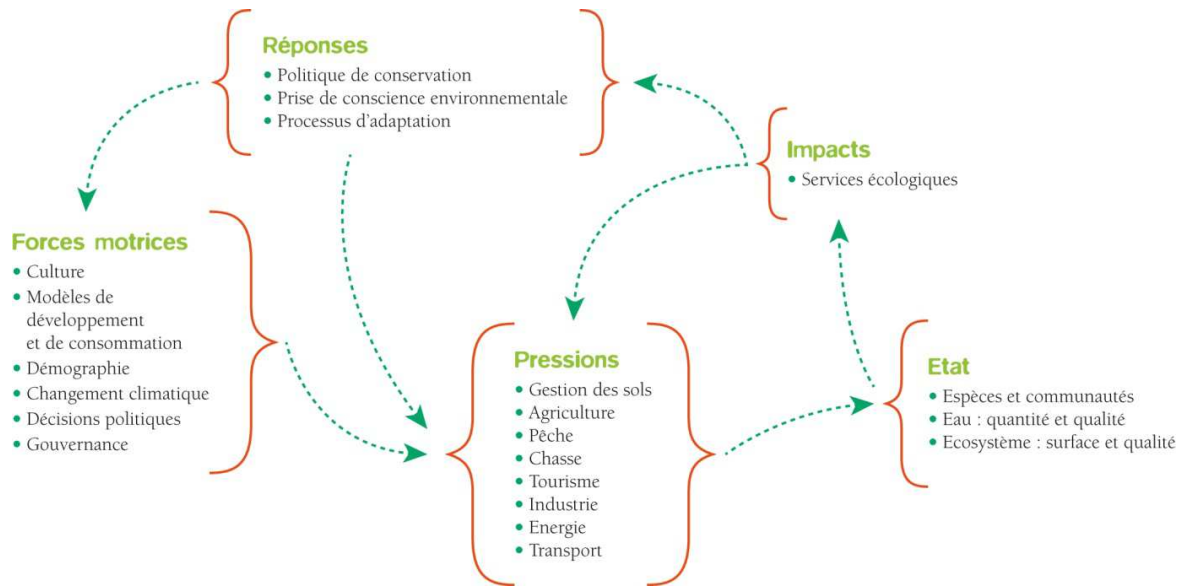 Réponses
• Politique de conservation
• Prise de conscience environnementale
• Processus d'adaptation
Impacts
• Services écologiques
Forces motrices
• Culture
• Modèles de
développement
et de consommation
• Démographie
• Changement climatique
• Décisions politiques
• Gouvernance
Pressions
• Gestion des sols
• Agriculture
• Pêche
• Chasse
• Tourisme
• Industrie
• Energie
• Transport
Etat
• Espèces et communautés
• Eau : quantité et qualité
• Ecosystème : surface et qualité